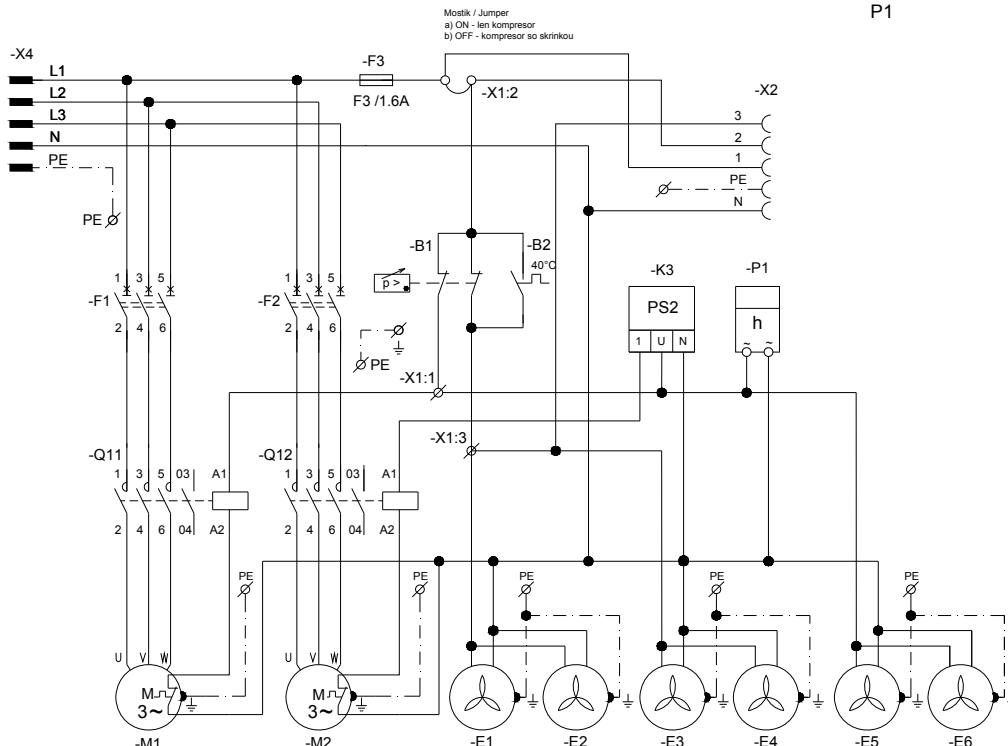 Mostik / Jumper
a) ON - len kompresor
b) OFF - kompresor so skrinkou
P1
-X4
L1
L2
L3
N
PE
PE
-F3
F3 /1.6A
-X1:2
-X2
3
2
1
PE
N
-B1
-B2
40°C
p >
-K3
PS2
1 U N
-P1
h
~ ~
-F1
1 3 5
2 4 6
-F2
1 3 5
2 4 6
PE
-X1:1
-X1:3
-Q11
1 3 5 03 A1
2 4 6 04 A2
-Q12
1 3 5 03 A1
2 4 6 04 A2
PE
PE
PE
PE
U V W
U V W
M
3~
M
3~
-M1
-M2
-E1
-E2
-E3
-E4
-E5
-E6